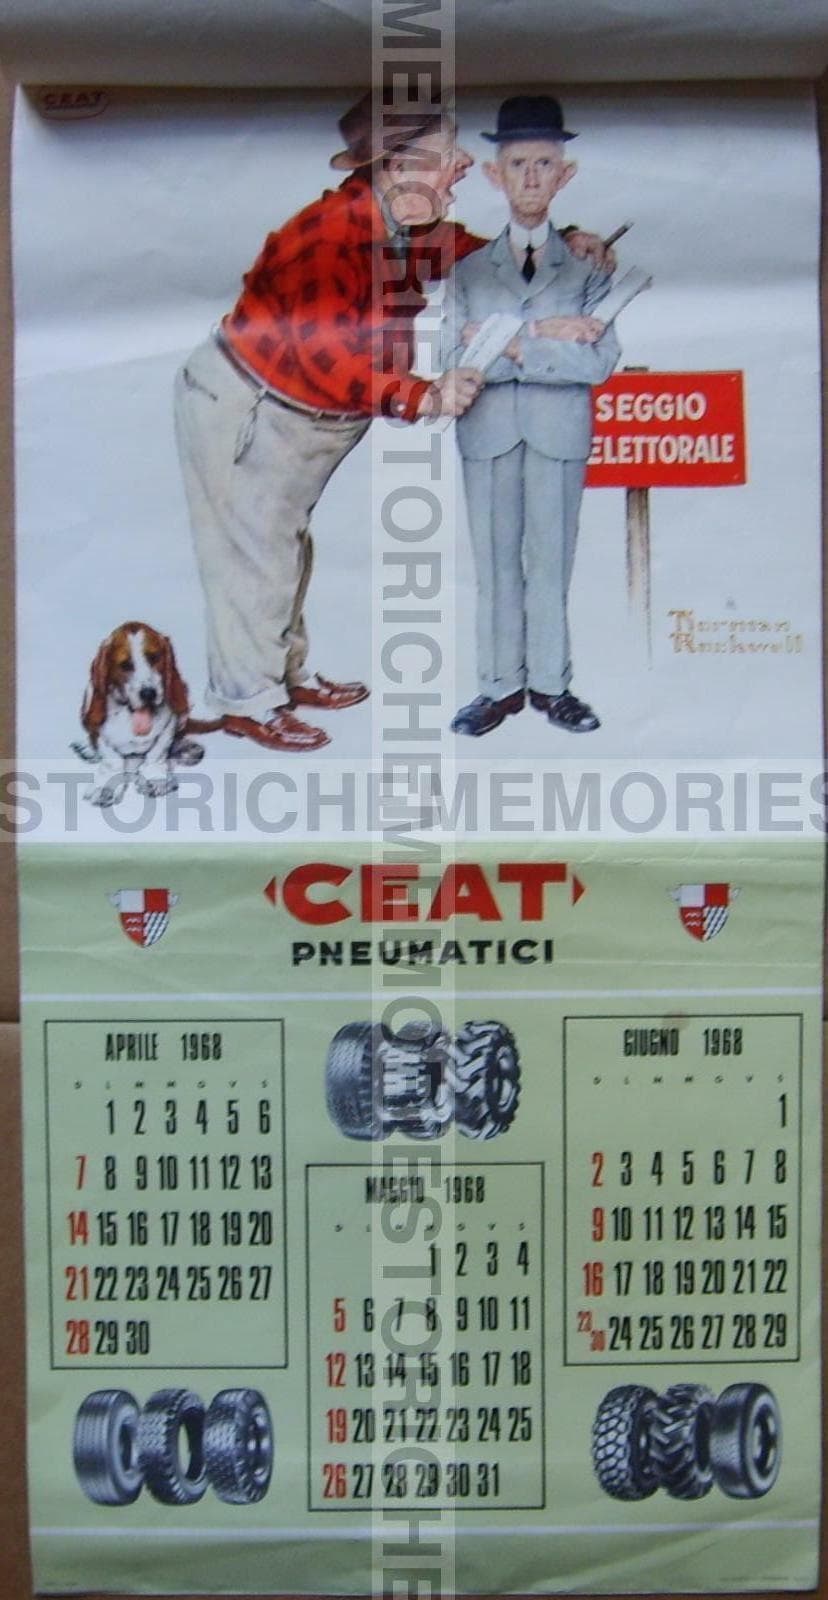 CEAT
SEGGIO
ELETTORALE
Norman
Rockwell
MEMORIESTORICHEMEMORIESTORICHE
STORICHEMEMORIES
CEAT
PNEUMATICI
APRILE 1968
D L M M G V S
1 2 3 4 5 6
7 8 9 10 11 12 13
14 15 16 17 18 19 20
21 22 23 24 25 26 27
28 29 30
MAGGIO 1968
D L M M G V S
1 2 3 4
5 6 7 8 9 10 11
12 13 14 15 16 17 18
19 20 21 22 23 24 25
26 27 28 29 30 31
GIUGNO 1968
D L M M G V S
1
2 3 4 5 6 7 8
9 10 11 12 13 14 15
16 17 18 19 20 21 22
23/30 24 25 26 27 28 29